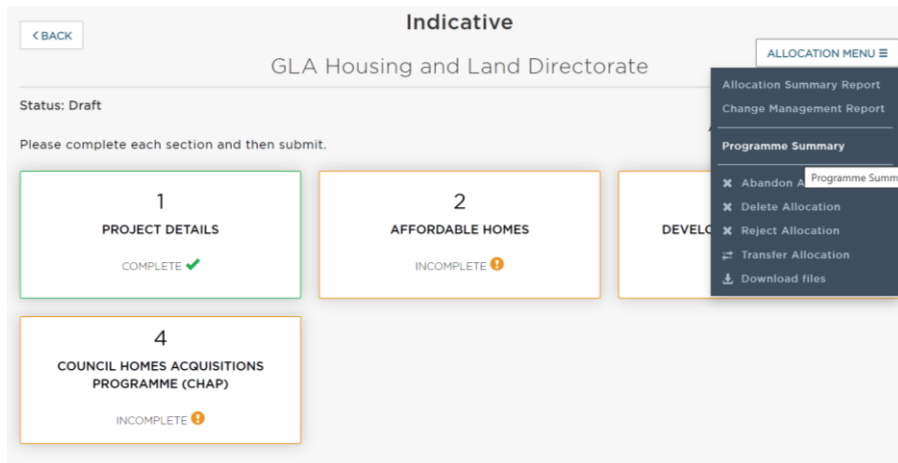 < BACK
Indicative
ALLOCATION MENU ≡
GLA Housing and Land Directorate
Allocation Summary Report
Status: Draft
Change Management Report
Please complete each section and then submit.
Programme Summary
Programme Summ
Abandon A
Delete Allocation
Reject Allocation
Transfer Allocation
Download files
1
PROJECT DETAILS
COMPLETE
2
AFFORDABLE HOMES
INCOMPLETE
DEVELO
4
COUNCIL HOMES ACQUISITIONS
PROGRAMME (CHAP)
INCOMPLETE